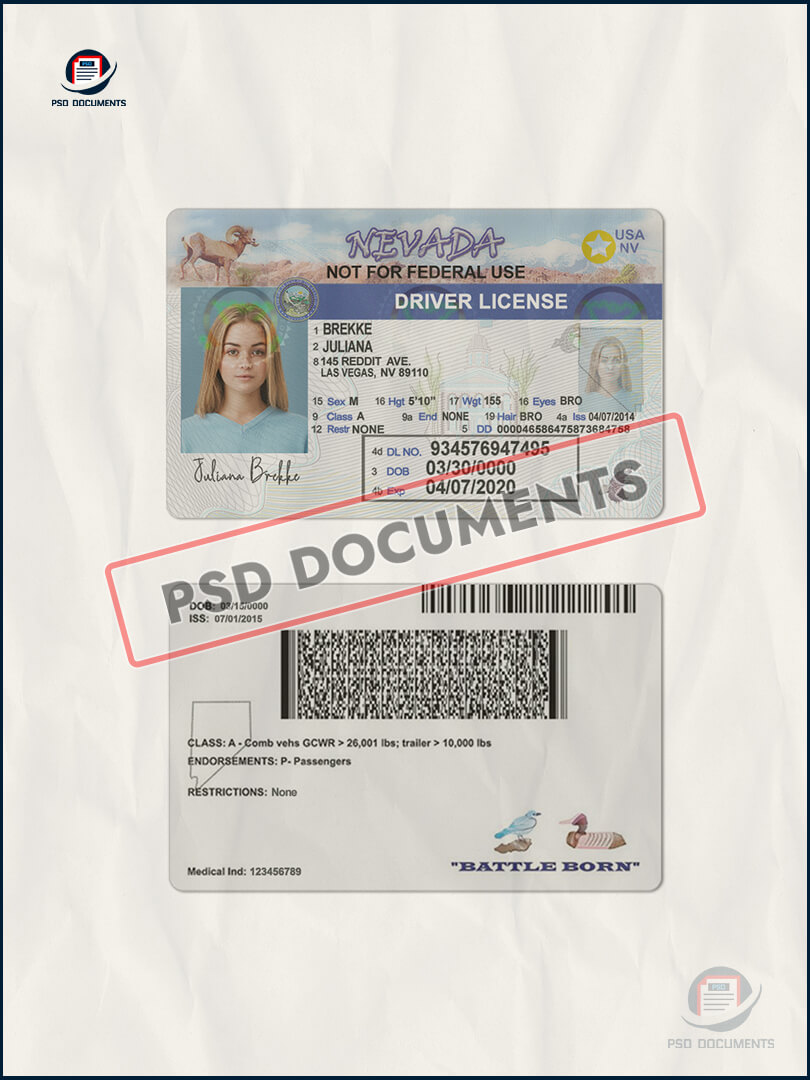 PSD
PSD DOCUMENTS
NEVADA
USA
NV
NOT FOR FEDERAL USE
DRIVER LICENSE
1 BREKKE
2 JULIANA
8 145 REDDIT AVE.
LAS VEGAS, NV 89110
15 Sex M 16 Hgt 5'10" 17 Wgt 155 16 Eyes BRO
9 Class A 9a End NONE 19 Hair BRO 4a Iss 04/07/2014
12 Restr NONE 5 DD 000046586475873684758
4d DL NO. 934576947495
3 DOB 03/30/0000
4b Exp 04/07/2020
Juliana Brekke
PSD DOCUMENTS
DOB: 03/15/0000
ISS: 07/01/2015
CLASS: A - Comb vehs GCWR > 26,001 lbs; trailer > 10,000 lbs
ENDORSEMENTS: P- Passengers
RESTRICTIONS: None
Medical Ind: 123456789
"BATTLE BORN"
PSD
PSD DOCUMENTS